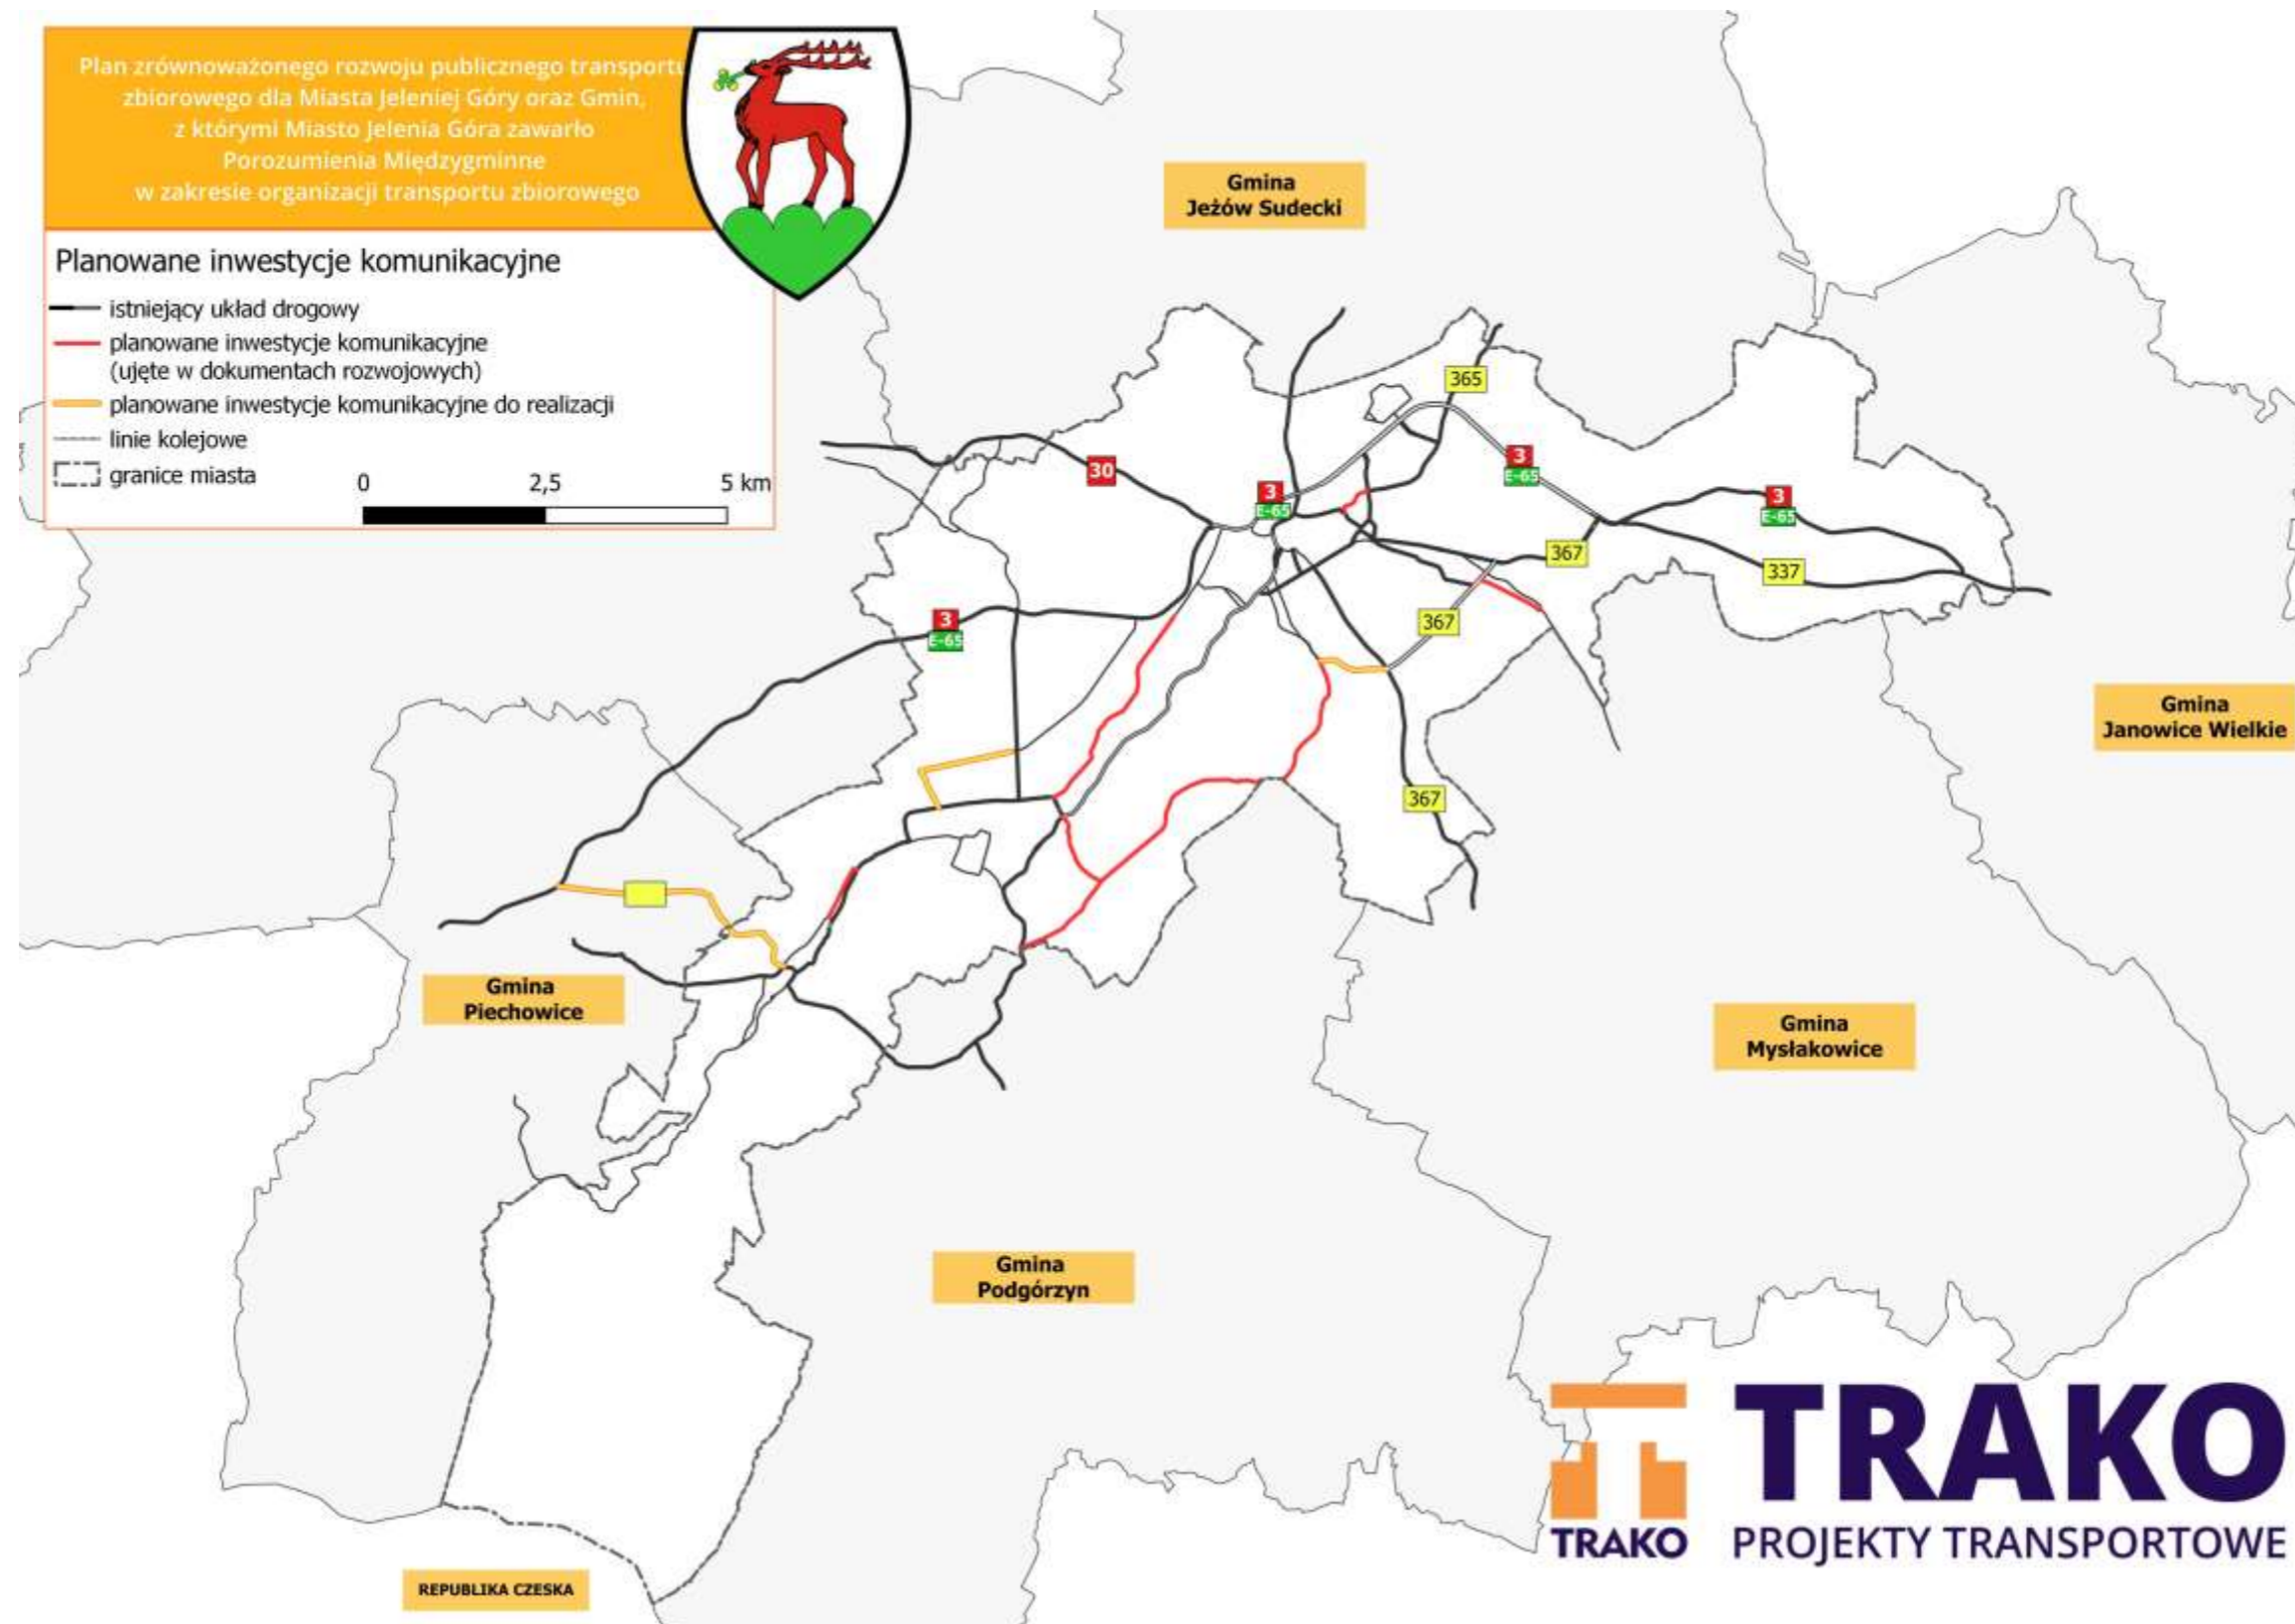 Plan zrównoważonego rozwoju publicznego transportu
zbiorowego dla Miasta Jeleniej Góry oraz Gmin,
z którymi Miasto Jelenia Góra zawarło
Porozumienia Międzygminne
w zakresie organizacji transportu zbiorowego
Planowane inwestycje komunikacyjne
istniejący układ drogowy
planowane inwestycje komunikacyjne
(ujęte w dokumentach rozwojowych)
planowane inwestycje komunikacyjne do realizacji
linie kolejowe
granice miasta
0 2,5 5 km
Gmina
Jeżów Sudecki
365
30
3
E-65
3
E-65
3
E-65
367
337
3
E-65
367
367
Gmina
Janowice Wielkie
Gmina
Piechowice
Gmina
Mysłakowice
Gmina
Podgórzyn
REPUBLIKA CZESKA
TRAKO
TRAKO
PROJEKTY TRANSPORTOWE